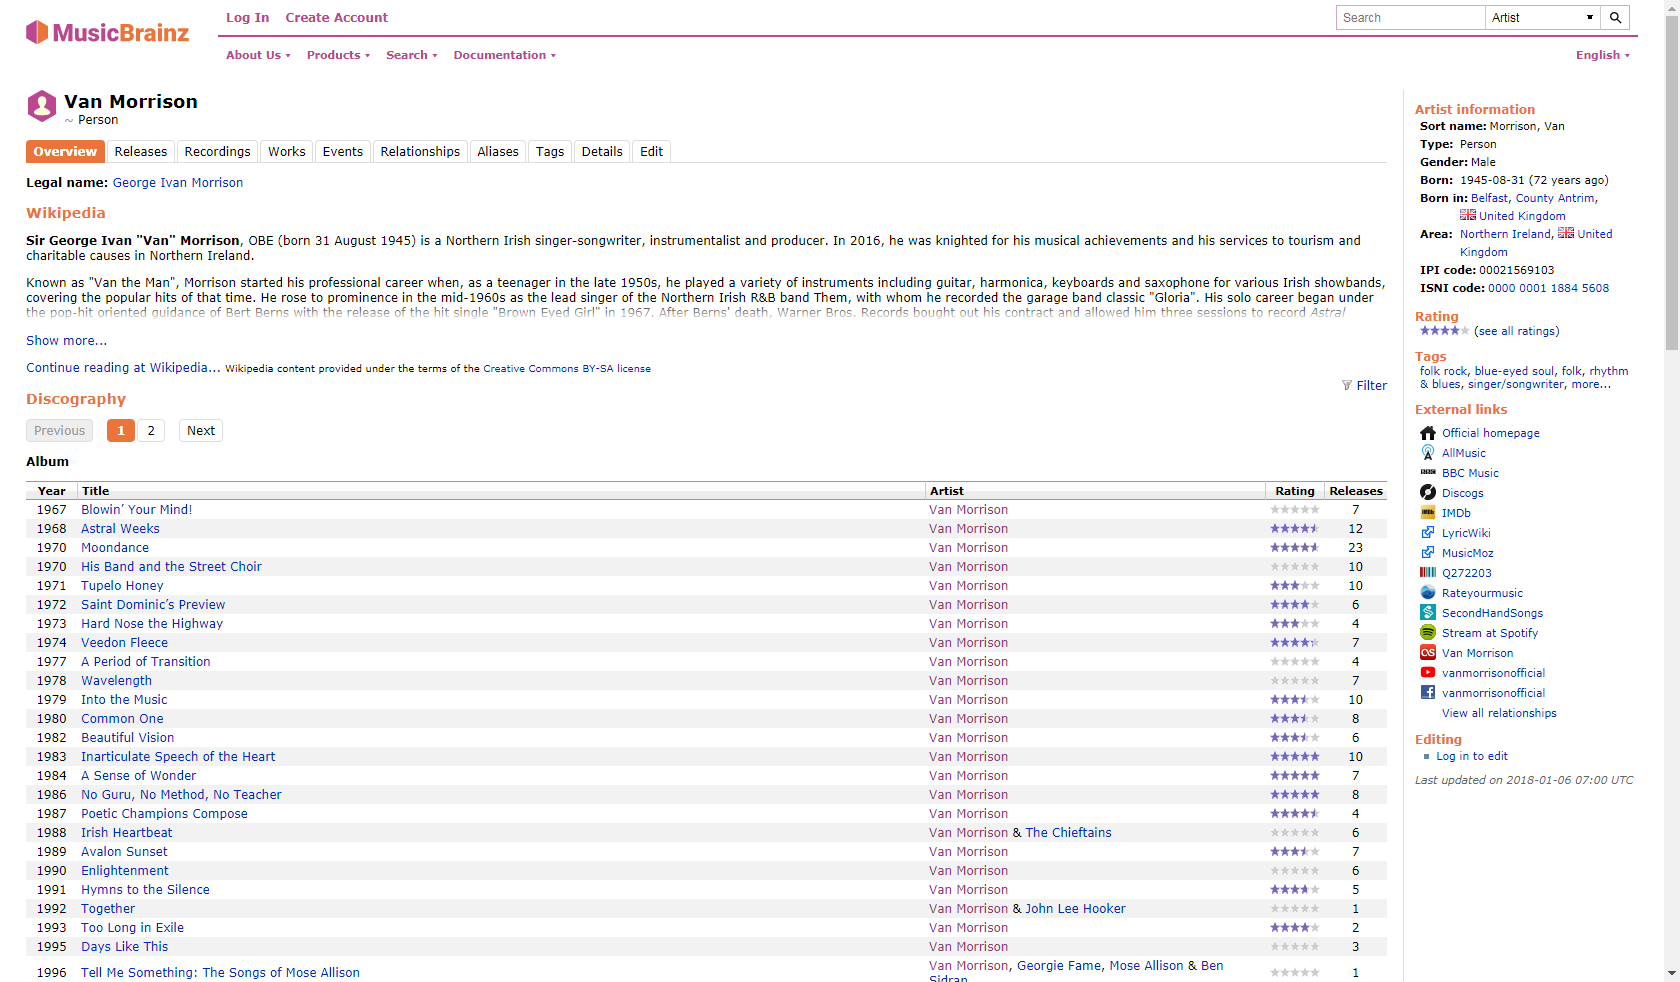 MusicBrainz
Log In Create Account
Search Artist
About Us Products Search Documentation
English
Van Morrison
~ Person
Overview Releases Recordings Works Events Relationships Aliases Tags Details Edit
Legal name: George Ivan Morrison
Wikipedia
Sir George Ivan "Van" Morrison, OBE (born 31 August 1945) is a Northern Irish singer-songwriter, instrumentalist and producer. In 2016, he was knighted for his musical achievements and his services to tourism and
charitable causes in Northern Ireland.
Known as "Van the Man", Morrison started his professional career when, as a teenager in the late 1950s, he played a variety of instruments including guitar, harmonica, keyboards and saxophone for various Irish showbands,
covering the popular hits of that time. He rose to prominence in the mid-1960s as the lead singer of the Northern Irish R&B band Them, with whom he recorded the garage band classic "Gloria". His solo career began under
the pop-hit oriented guidance of Bert Berns with the release of the hit single "Brown Eyed Girl" in 1967. After Berns' death, Warner Bros. Records bought out his contract and allowed him three sessions to record Astral
Show more...
Continue reading at Wikipedia... Wikipedia content provided under the terms of the Creative Commons BY-SA license
Filter
Discography
Previous 1 2 Next
Album
Year Title Artist Rating Releases
1967 Blowin’ Your Mind! Van Morrison 7
1968 Astral Weeks Van Morrison 12
1970 Moondance Van Morrison 23
1970 His Band and the Street Choir Van Morrison 10
1971 Tupelo Honey Van Morrison 10
1972 Saint Dominic’s Preview Van Morrison 6
1973 Hard Nose the Highway Van Morrison 4
1974 Veedon Fleece Van Morrison 7
1977 A Period of Transition Van Morrison 4
1978 Wavelength Van Morrison 7
1979 Into the Music Van Morrison 10
1980 Common One Van Morrison 8
1982 Beautiful Vision Van Morrison 6
1983 Inarticulate Speech of the Heart Van Morrison 10
1984 A Sense of Wonder Van Morrison 7
1986 No Guru, No Method, No Teacher Van Morrison 8
1987 Poetic Champions Compose Van Morrison 4
1988 Irish Heartbeat Van Morrison & The Chieftains 6
1989 Avalon Sunset Van Morrison 7
1990 Enlightenment Van Morrison 6
1991 Hymns to the Silence Van Morrison 5
1992 Together Van Morrison & John Lee Hooker 1
1993 Too Long in Exile Van Morrison 2
1995 Days Like This Van Morrison 3
1996 Tell Me Something: The Songs of Mose Allison Van Morrison, Georgie Fame, Mose Allison & Ben 1
Sidran
Artist information
Sort name: Morrison, Van
Type: Person
Gender: Male
Born: 1945-08-31 (72 years ago)
Born in: Belfast, County Antrim,
United Kingdom
Area: Northern Ireland, United
Kingdom
IPI code: 00021569103
ISNI code: 0000 0001 1884 5608
Rating
(see all ratings)
Tags
folk rock, blue-eyed soul, folk, rhythm
& blues, singer/songwriter, more...
External links
Official homepage
AllMusic
BBC Music
Discogs
IMDb
LyricWiki
MusicMoz
Q272203
Rateyourmusic
SecondHandSongs
Stream at Spotify
Van Morrison
vanmorrisonofficial
vanmorrisonofficial
View all relationships
Editing
Log in to edit
Last updated on 2018-01-06 07:00 UTC